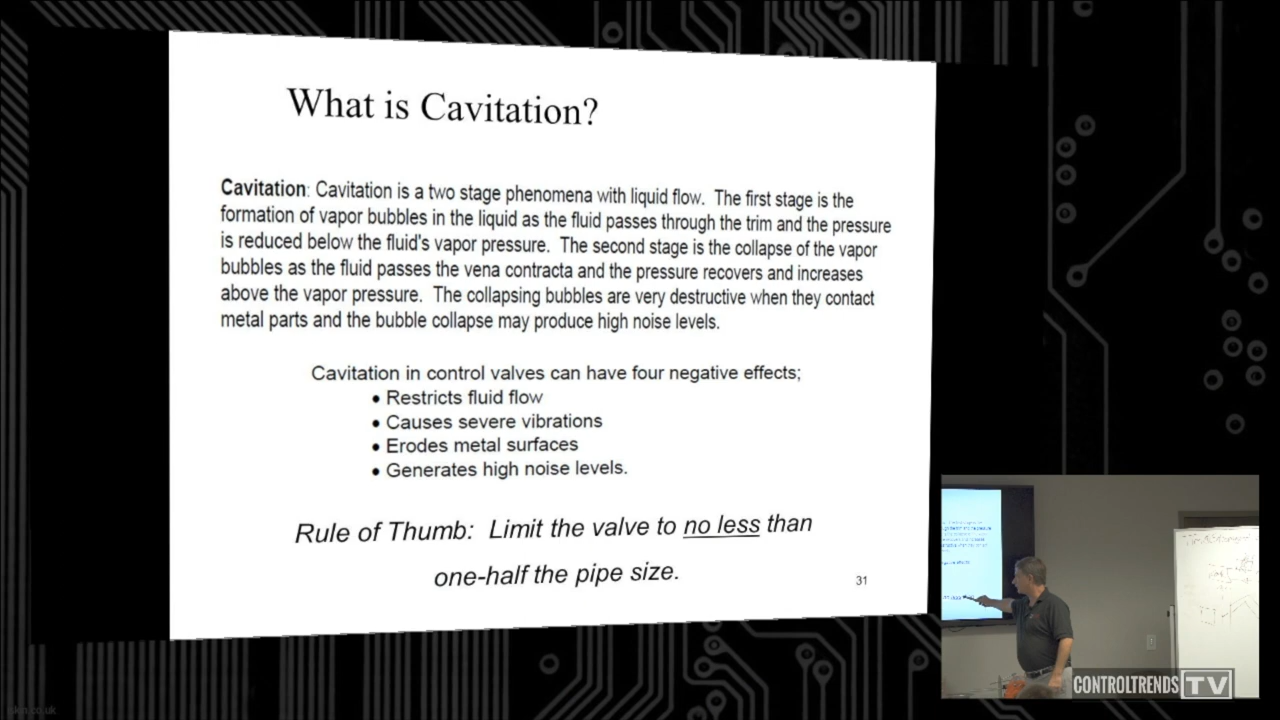 What is Cavitation?
Cavitation: Cavitation is a two stage phenomena with liquid flow. The first stage is the
formation of vapor bubbles in the liquid as the fluid passes through the trim and the pressure
is reduced below the fluid's vapor pressure. The second stage is the collapse of the vapor
bubbles as the fluid passes the vena contracta and the pressure recovers and increases
above the vapor pressure. The collapsing bubbles are very destructive when they contact
metal parts and the bubble collapse may produce high noise levels.
Cavitation in control valves can have four negative effects;
• Restricts fluid flow
• Causes severe vibrations
• Erodes metal surfaces
• Generates high noise levels.
Rule of Thumb: Limit the valve to no less than
one-half the pipe size.
31
CONTROLTRENDS TV